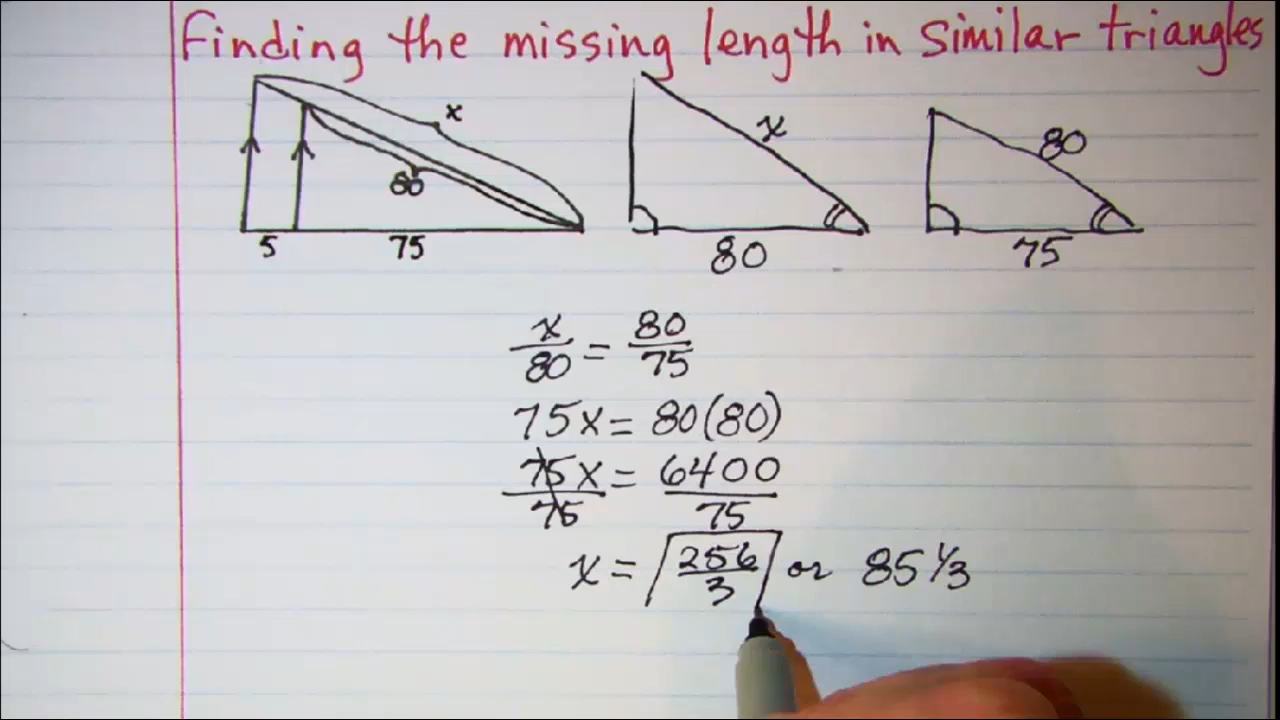 Finding the missing length in similar triangles
x
80
5
75
x
80
80
75
x/80 = 80/75
75x = 80(80)
75x/75 = 6400/75
x = 256/3 or 85 1/3